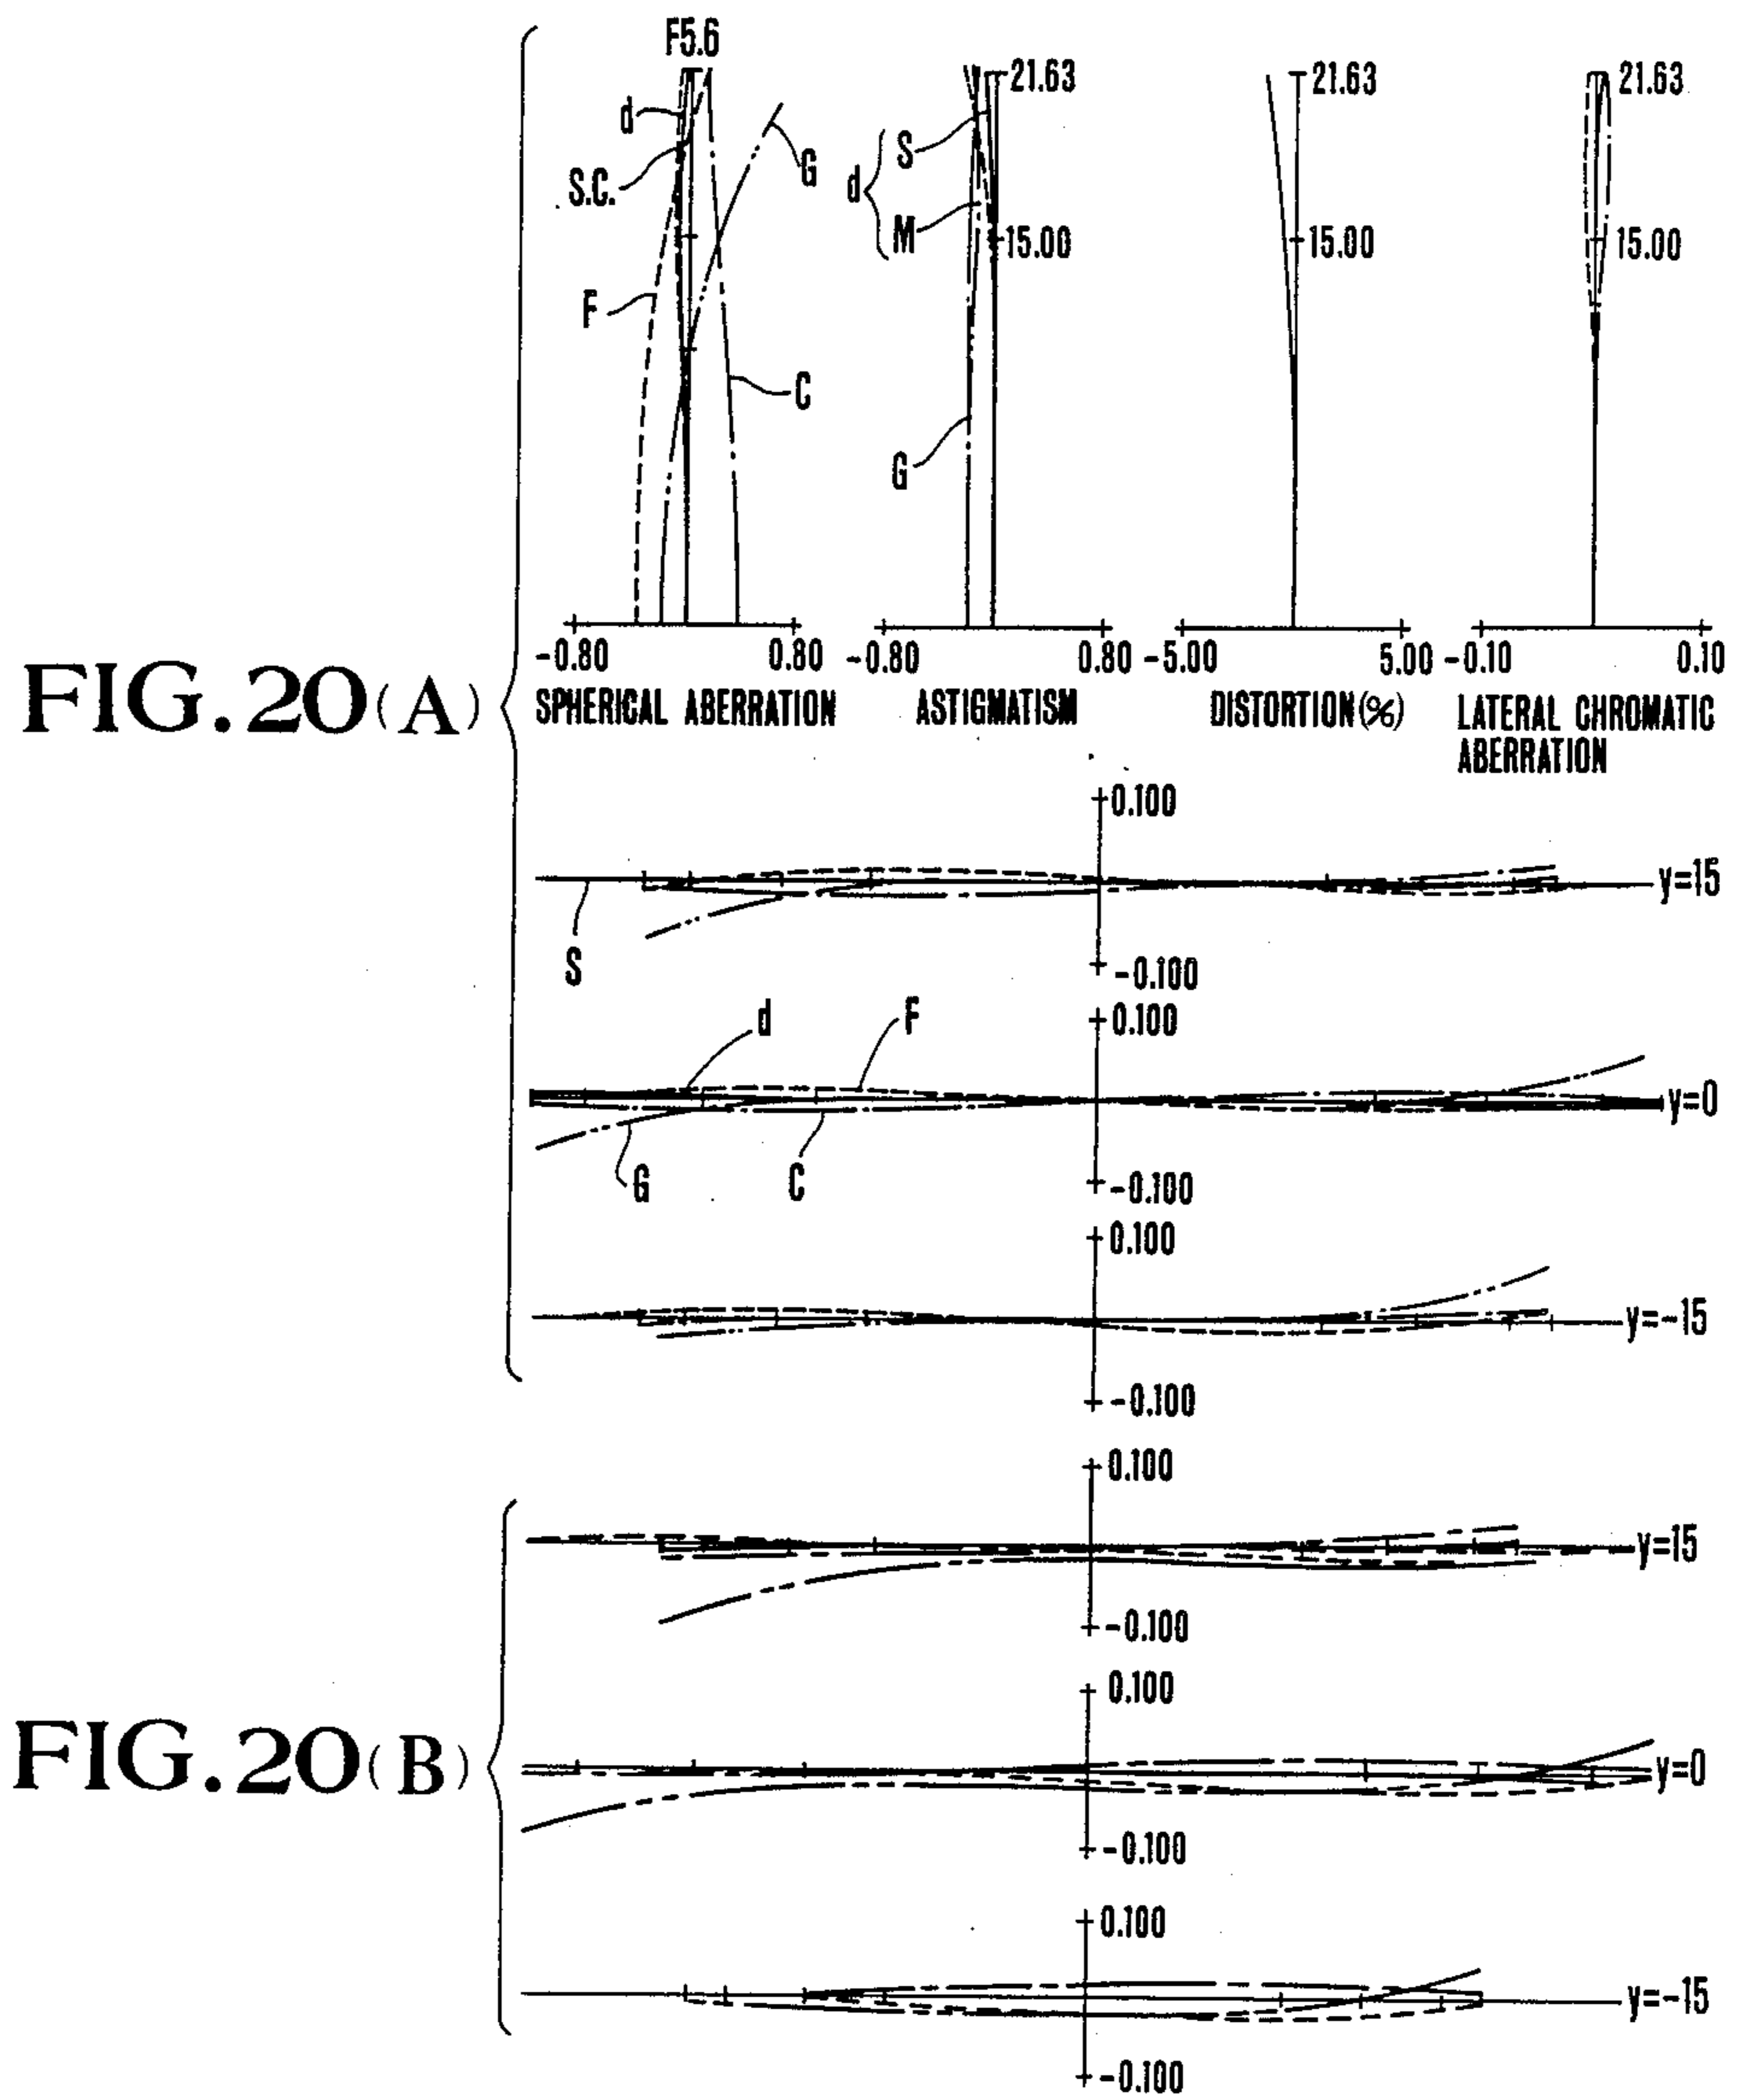 FIG. 20 (A)
F5.6
d
S.C.
F
G
C
-0.80
0.80
SPHERICAL ABERRATION
21.63
d
S
M
15.00
G
-0.80
0.80
ASTIGMATISM
21.63
15.00
-5.00
5.00
DISTORTION (%)
21.63
15.00
-0.10
0.10
LATERAL CHROMATIC
ABERRATION
0.100
y=15
S
-0.100
d
F
0.100
y=0
G
C
-0.100
0.100
y=-15
-0.100
FIG. 20 (B)
0.100
y=15
-0.100
0.100
y=0
-0.100
0.100
y=-15
-0.100